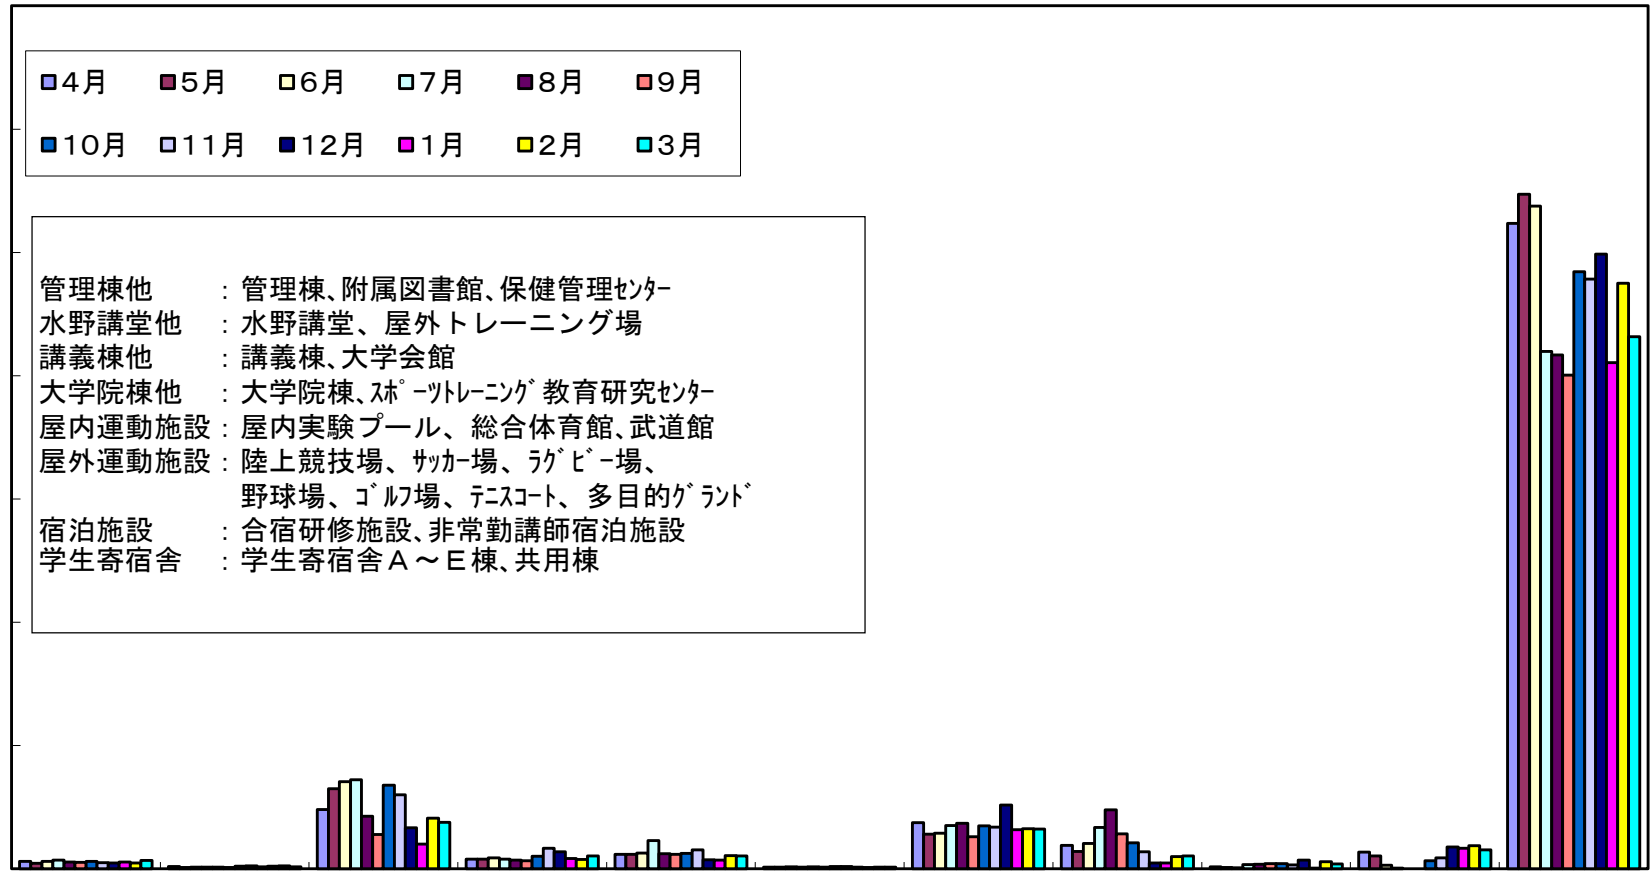 4月 5月 6月 7月 8月 9月
10月 11月 12月 1月 2月 3月
管理棟他 : 管理棟、附属図書館、保健管理ｾﾝﾀｰ
水野講堂他 : 水野講堂、屋外トレーニング場
講義棟他 : 講義棟、大学会館
大学院棟他 : 大学院棟、ｽﾎﾟｰﾂﾄﾚｰﾆﾝｸﾞ教育研究ｾﾝﾀｰ
屋内運動施設 : 屋内実験プール、総合体育館、武道館
屋外運動施設 : 陸上競技場、ｻｯｶｰ場、ﾗｸﾞﾋﾞｰ場、
野球場、ｺﾞﾙﾌ場、ﾃﾆｽｺｰﾄ、多目的ｸﾞﾗﾝﾄﾞ
宿泊施設 : 合宿研修施設、非常勤講師宿泊施設
学生寄宿舎 : 学生寄宿舎Ａ～Ｅ棟、共用棟